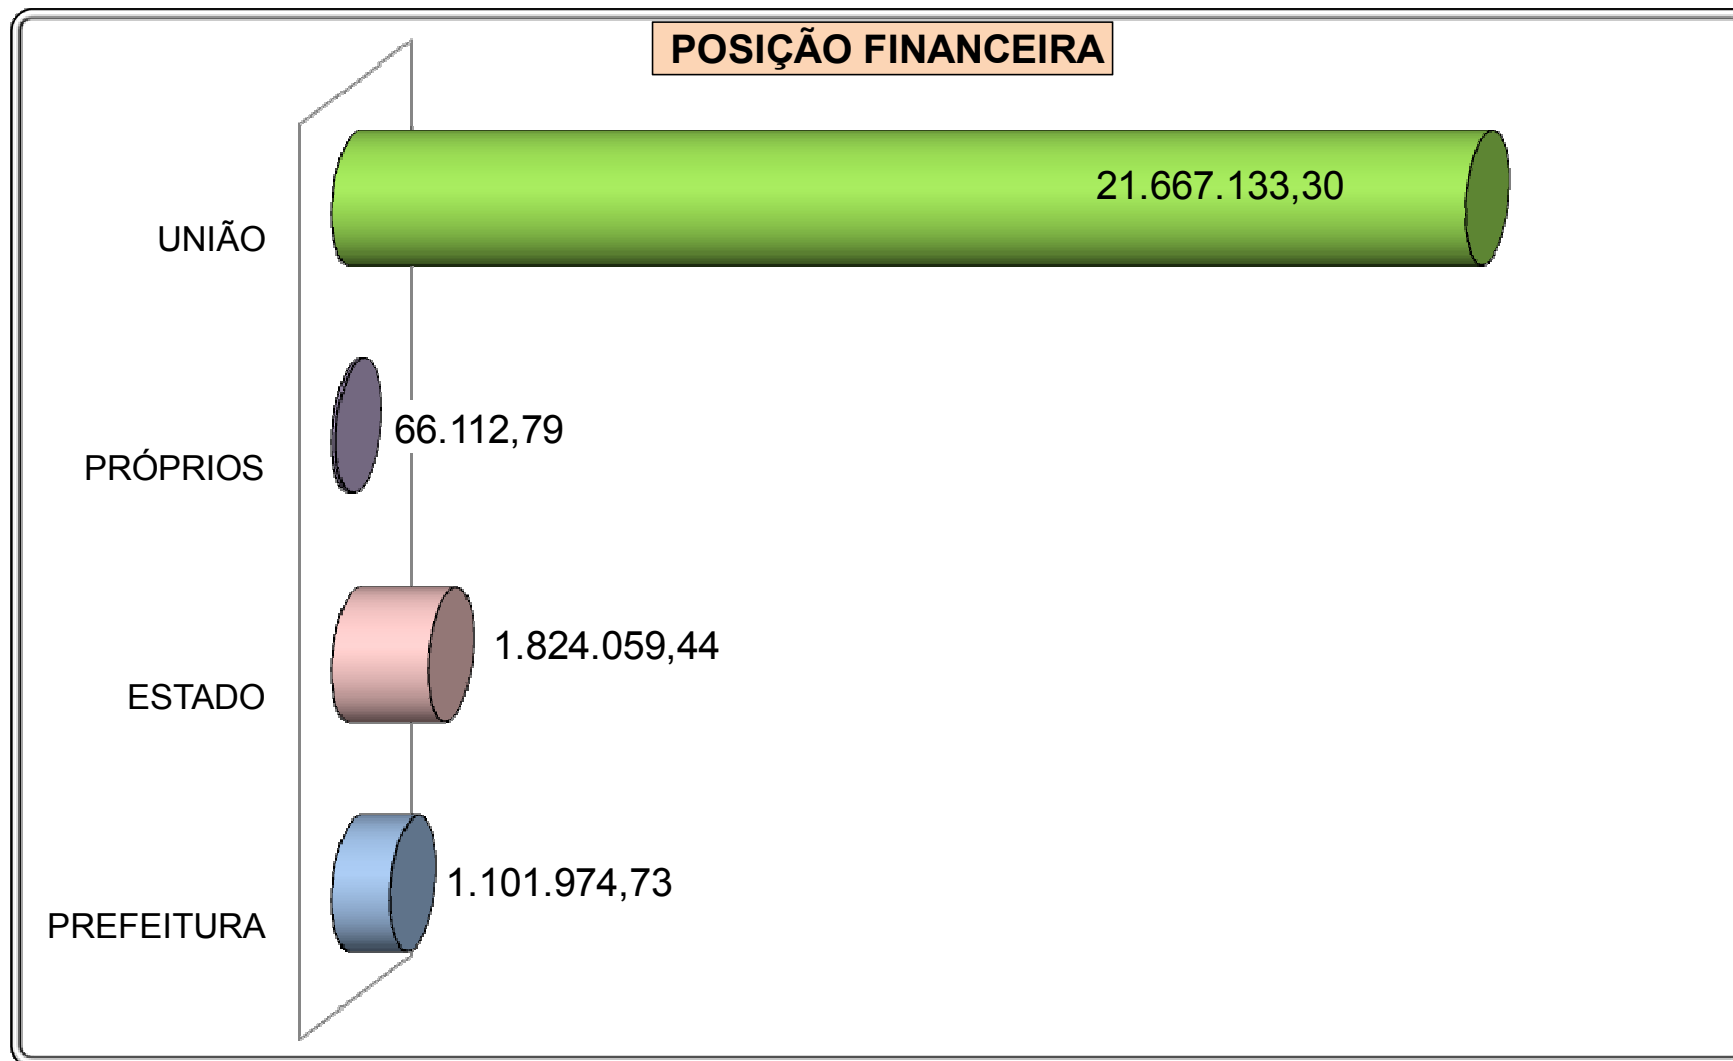 POSIÇÃO FINANCEIRA
21.667.133,30
UNIÃO
66.112,79
PRÓPRIOS
1.824.059,44
ESTADO
1.101.974,73
PREFEITURA